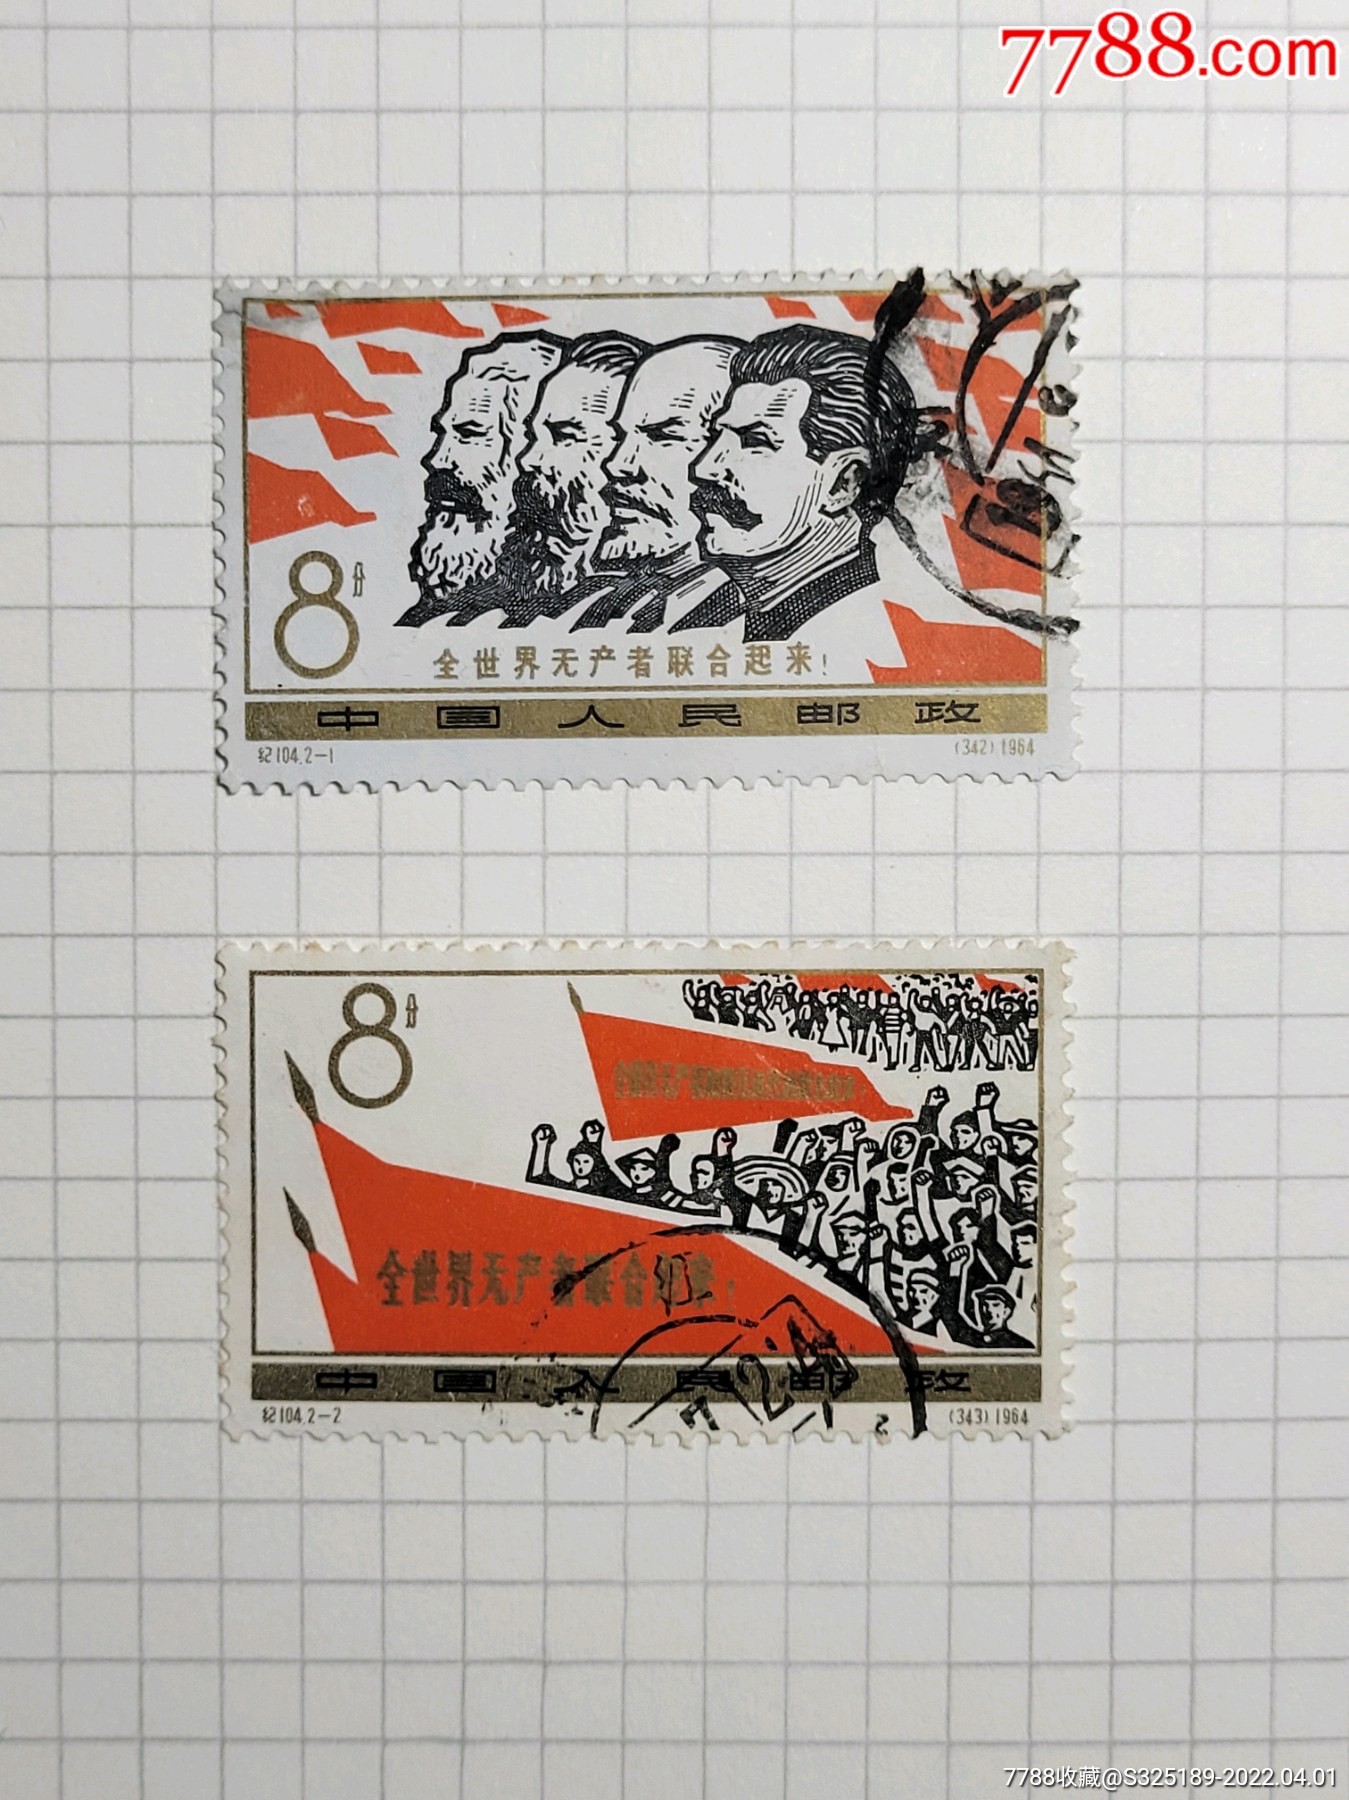 7788.com
8分
全世界无产者联合起来!
中国人民邮政
纪104.2-1
(342)1964
8分
全世界无产者联合起来!
中国人民邮政
纪104.2-2
(343)1964
7788收藏@S325189-2022.04.01